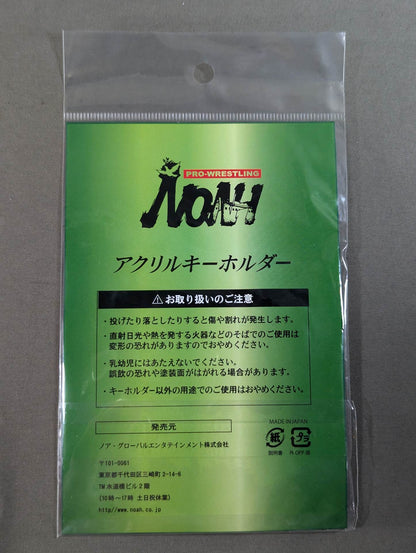 PRO-WRESTLING
NOAH
アクリルキーホルダー
⚠お取り扱いのご注意
・投げたり落としたりすると傷や割れが発生します。
・直射日光や熱を発する火器などのそばでのご使用は
変形の恐れがありますのでおやめください。
・乳幼児にはあたえないでください。
誤飲の恐れや塗装面がはがれる場合があります。
・キーホルダー以外の用途でのご使用はおやめください。
発売元
ノア・グローバルエンタテインメント株式会社
〒101-0061
東京都千代田区三崎町2-14-6
TM水道橋ビル2階
(10時~17時 土日祝休業)
http//www.noah.co.jp
MADE IN JAPAN
紙
プラ
説明書
PI,OPP袋